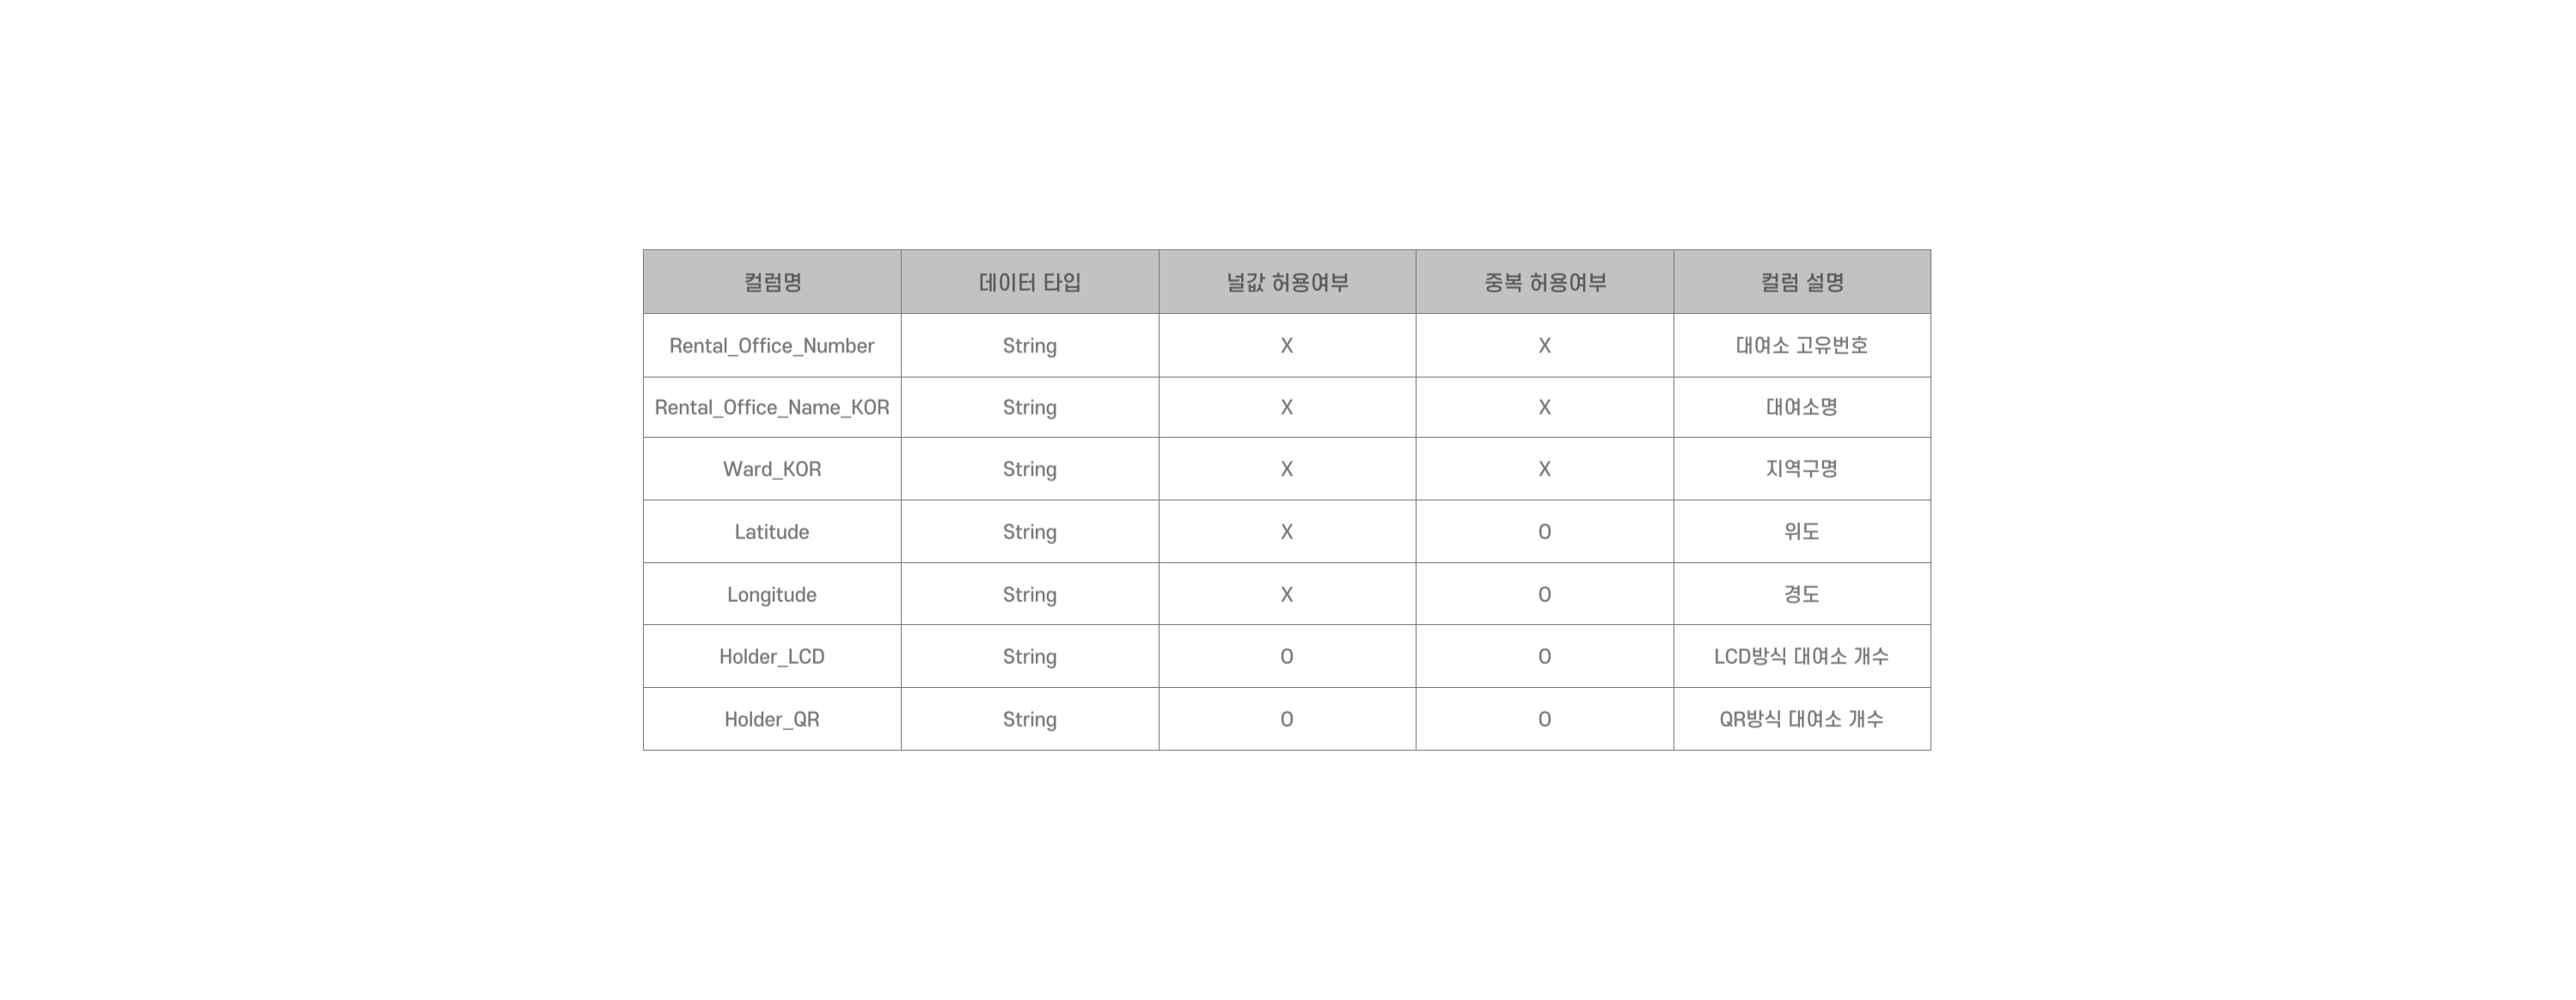 컬럼명 데이터 타입 널값 허용여부 중복 허용여부 컬럼 설명
Rental_Office_Number String X X 대여소 고유번호
Rental_Office_Name_KOR String X X 대여소명
Ward_KOR String X X 지역구명
Latitude String X O 위도
Longitude String X O 경도
Holder_LCD String O O LCD방식 대여소 개수
Holder_QR String O O QR방식 대여소 개수